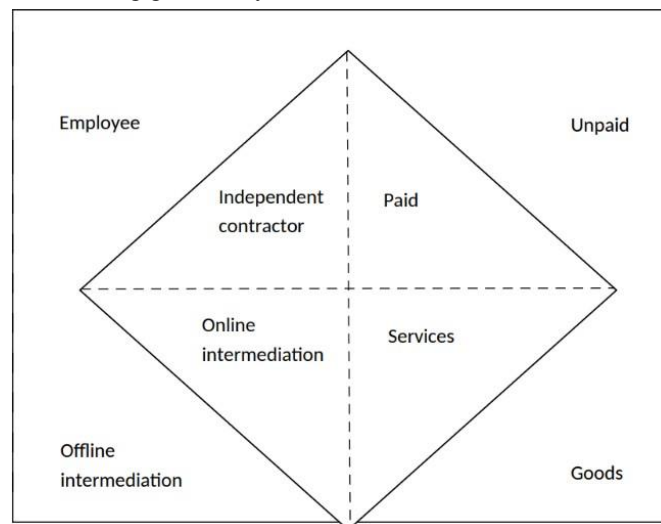 Employee
Unpaid
Independent
contractor
Paid
Online
intermediation
Services
Offline
intermediation
Goods